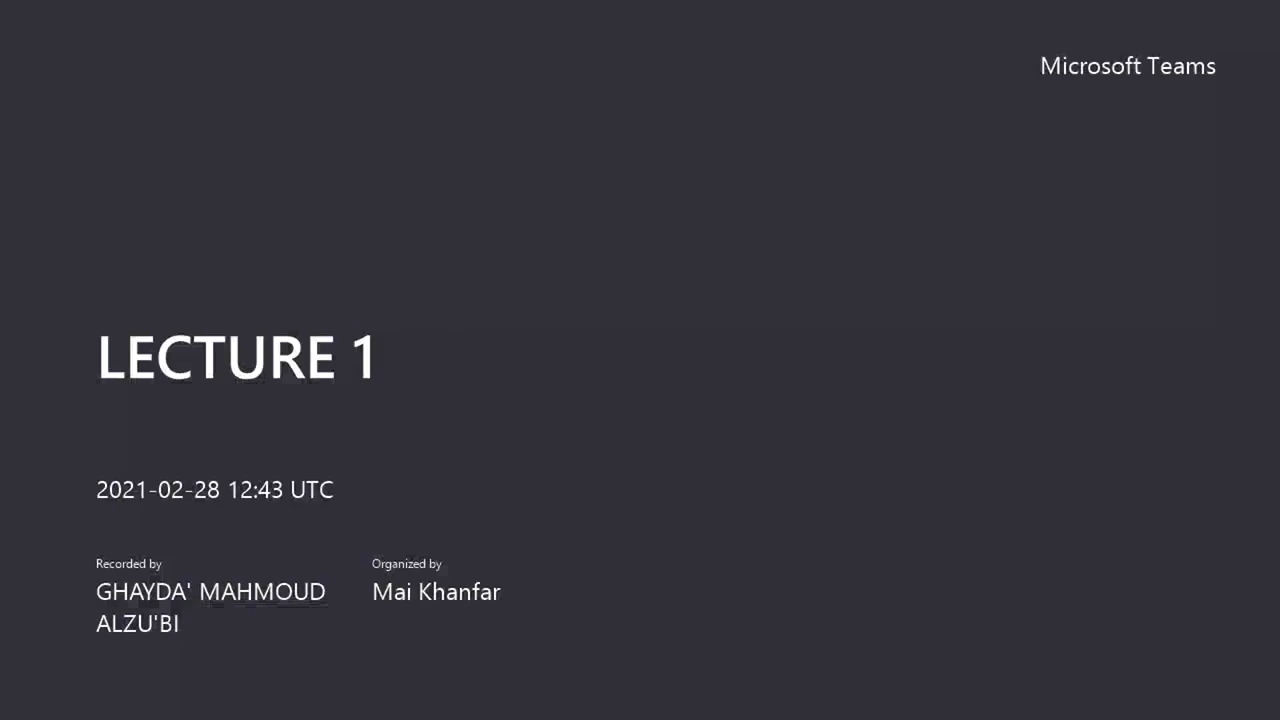 Microsoft Teams
LECTURE 1
2021-02-28 12:43 UTC
Recorded by
GHAYDA' MAHMOUD
ALZU'BI
Organized by
Mai Khanfar